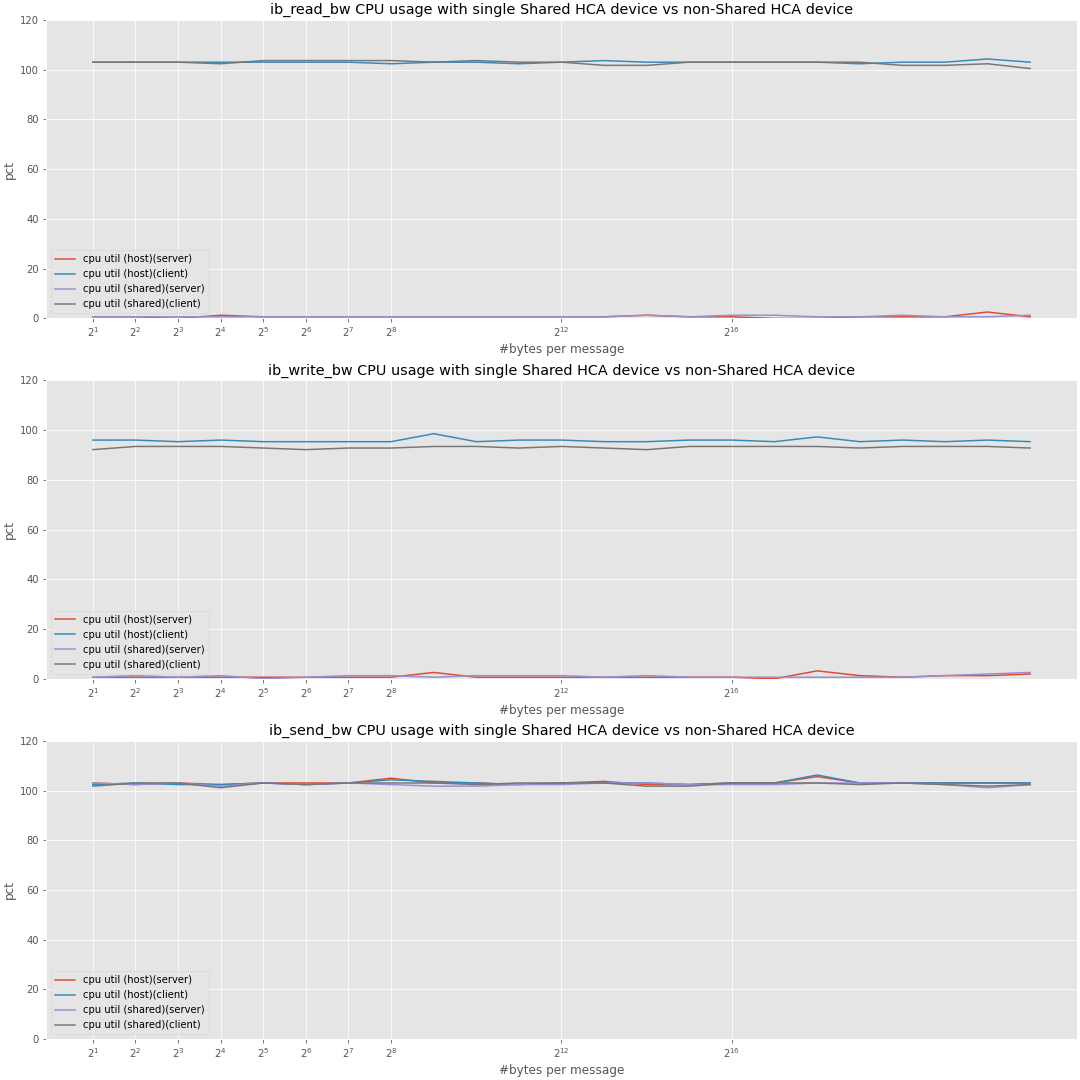 ib_read_bw CPU usage with single Shared HCA device vs non-Shared HCA device
120
100
80
60
40
20
0
pct
cpu util (host)(server)
cpu util (host)(client)
cpu util (shared)(server)
cpu util (shared)(client)
2^1 2^2 2^3 2^4 2^5 2^6 2^7 2^8 2^12 2^16
#bytes per message
ib_write_bw CPU usage with single Shared HCA device vs non-Shared HCA device
120
100
80
60
40
20
0
pct
cpu util (host)(server)
cpu util (host)(client)
cpu util (shared)(server)
cpu util (shared)(client)
2^1 2^2 2^3 2^4 2^5 2^6 2^7 2^8 2^12 2^16
#bytes per message
ib_send_bw CPU usage with single Shared HCA device vs non-Shared HCA device
120
100
80
60
40
20
0
pct
cpu util (host)(server)
cpu util (host)(client)
cpu util (shared)(server)
cpu util (shared)(client)
2^1 2^2 2^3 2^4 2^5 2^6 2^7 2^8 2^12 2^16
#bytes per message